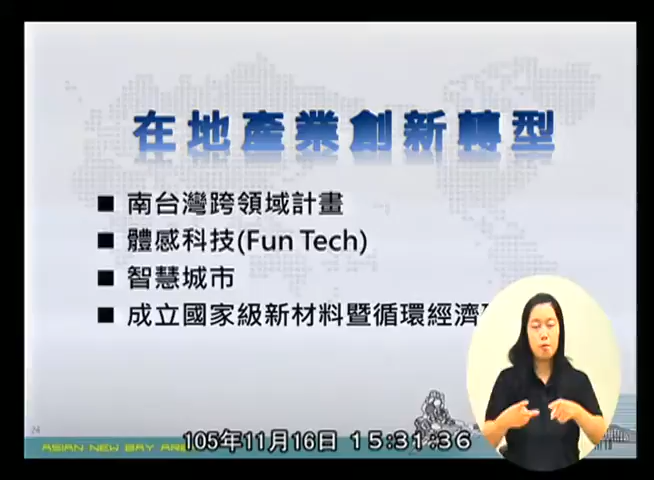 在地產業創新轉型
■ 南台灣跨領域計畫
■ 體感科技(Fun Tech)
■ 智慧城市
■ 成立國家級新材料暨循環經濟
24
ASIAN NEW BAY AREA
105年11月16日 15:31:36